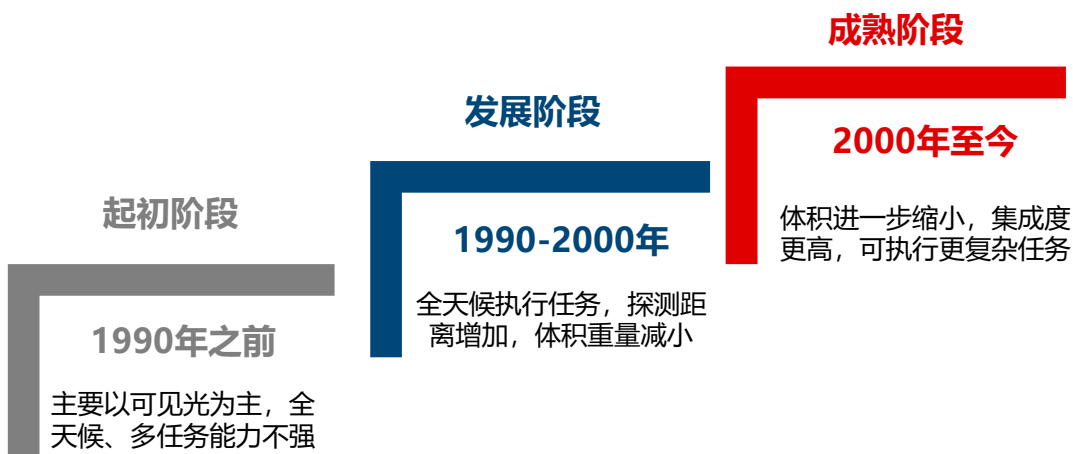 起初阶段
1990年之前
主要以可见光为主，全
天候、多任务能力不强
发展阶段
1990-2000年
全天候执行任务，探测距
离增加，体积重量减小
成熟阶段
2000年至今
体积进一步缩小，集成度
更高，可执行更复杂任务